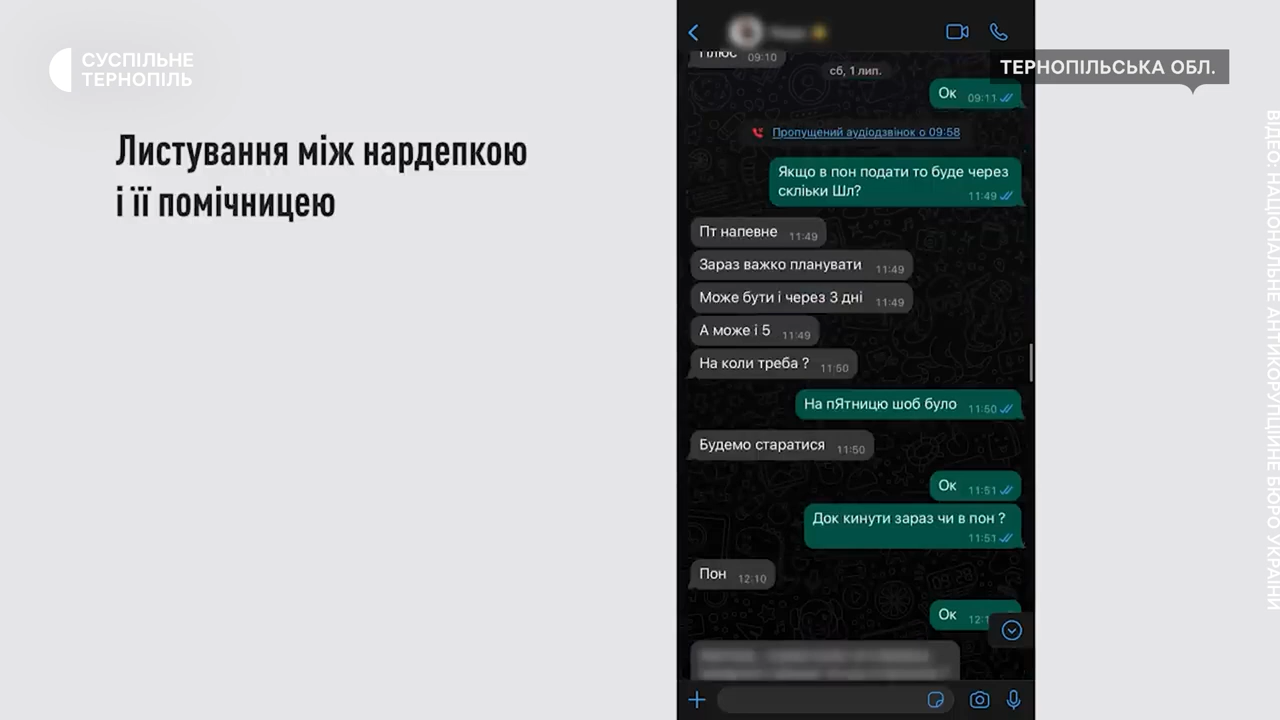 СУСПІЛЬНЕ
ТЕРНОПІЛЬ
ТЕРНОПІЛЬСЬКА ОБЛ.
Листування між нардепкою
і її помічницею
Плюс 09:10
сб, 1 лип.
Ок 09:11
Пропущений аудіодзвінок о 09:58
Якщо в пон подати то буде через
скліьки Шл?
11:49
Пт напевне 11:49
Зараз важко планувати 11:49
Може бути і через 3 дні 11:49
А може і 5 11:49
На коли треба ? 11:50
На пЯтницю шоб було 11:50
Будемо старатися 11:50
Ок 11:51
Док кинути зараз чи в пон ?
11:51
Пон 12:10
Ок
ВІДЕО: НАЦІОНАЛЬНЕ АНТИКОРУПЦІЙНЕ БЮРО УКРАЇНИ